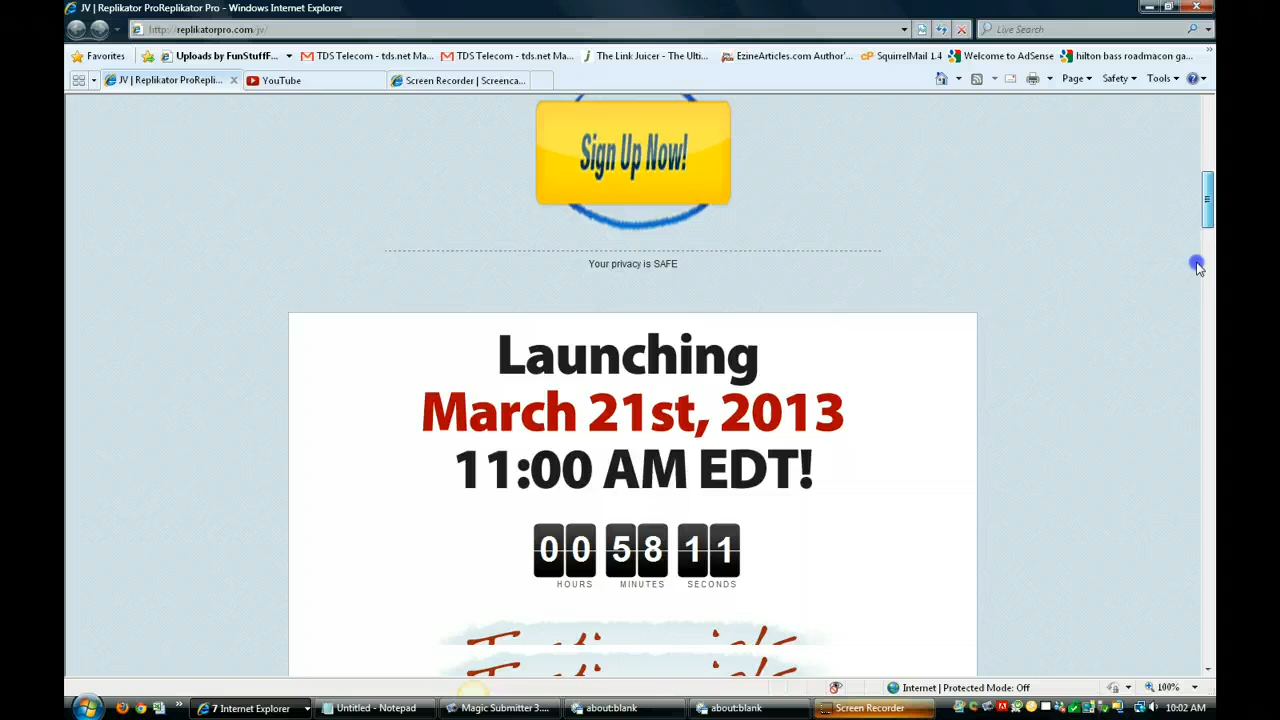 JV | Replikator ProReplikator Pro - Windows Internet Explorer
http://replikatorpro.com/jv/
Live Search
Favorites
Uploads by FunStuffF...
TDS Telecom - tds.net Ma...
TDS Telecom - tds.net Ma...
The Link Juicer - The Ulti...
EzineArticles.com Author'...
SquirrelMail 1.4
Welcome to AdSense
hilton bass roadmacon ga...
JV | Replikator ProRepli...
YouTube
Screen Recorder | Screenca...
Page
Safety
Tools
Sign Up Now!
Your privacy is SAFE
Launching
March 21st, 2013
11:00 AM EDT!
00 58 11
HOURS MINUTES SECONDS
Internet | Protected Mode: Off
100%
7 Internet Explorer
Untitled - Notepad
Magic Submitter 3....
about:blank
about:blank
Screen Recorder
10:02 AM